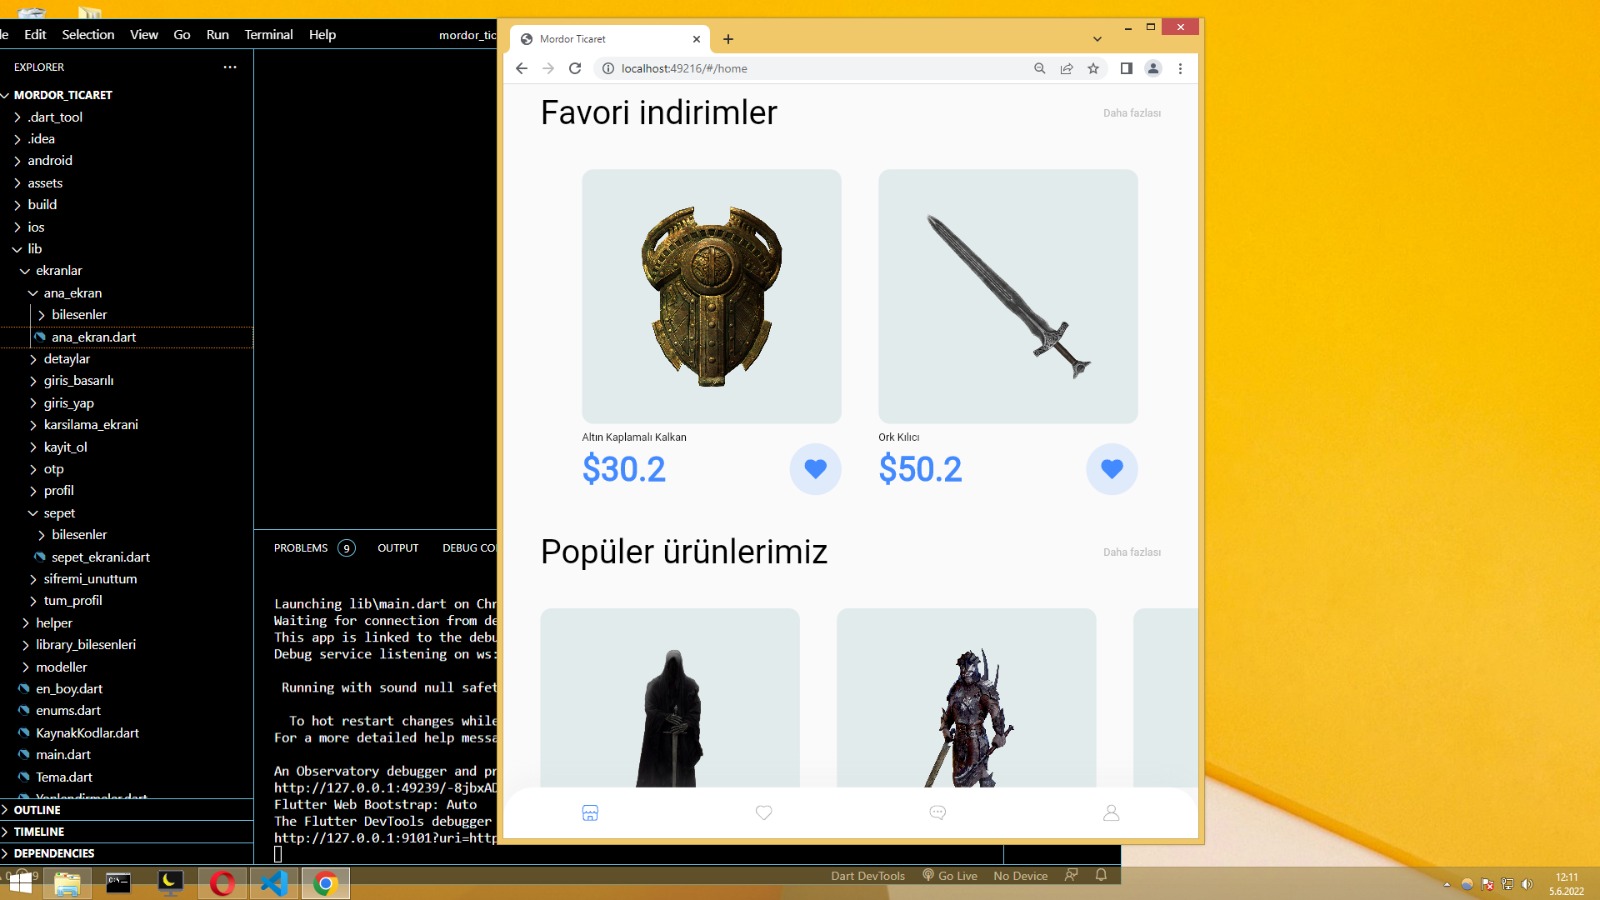 Edit Selection View Go Run Terminal Help
mordor_tic
EXPLORER
MORDOR_TICARET
.dart_tool
.idea
android
assets
build
ios
lib
ekranlar
ana_ekran
bilesenler
ana_ekran.dart
detaylar
giris_basarılı
giris_yap
karsilama_ekrani
kayit_ol
otp
profil
sepet
bilesenler
sepet_ekrani.dart
sifremi_unuttum
tum_profil
helper
library_bilesenleri
modeller
en_boy.dart
enums.dart
KaynakKodlar.dart
main.dart
Tema.dart
OUTLINE
TIMELINE
DEPENDENCIES
PROBLEMS 9 OUTPUT DEBUG CO
Launching lib\main.dart on Chr
Waiting for connection from de
This app is linked to the debu
Debug service listening on ws:
Running with sound null safet
To hot restart changes while
For a more detailed help messa
An Observatory debugger and pr
http://127.0.0.1:49239/-8jbxAD
Flutter Web Bootstrap: Auto
The Flutter DevTools debugger
http://127.0.0.1:9101?uri=http
Mordor Ticaret
localhost:49216/#/home
Favori indirimler
Daha fazlası
Altın Kaplamalı Kalkan
$30.2
Ork Kılıcı
$50.2
Popüler ürünlerimiz
Daha fazlası
Dart DevTools Go Live No Device
12:11
5.6.2022